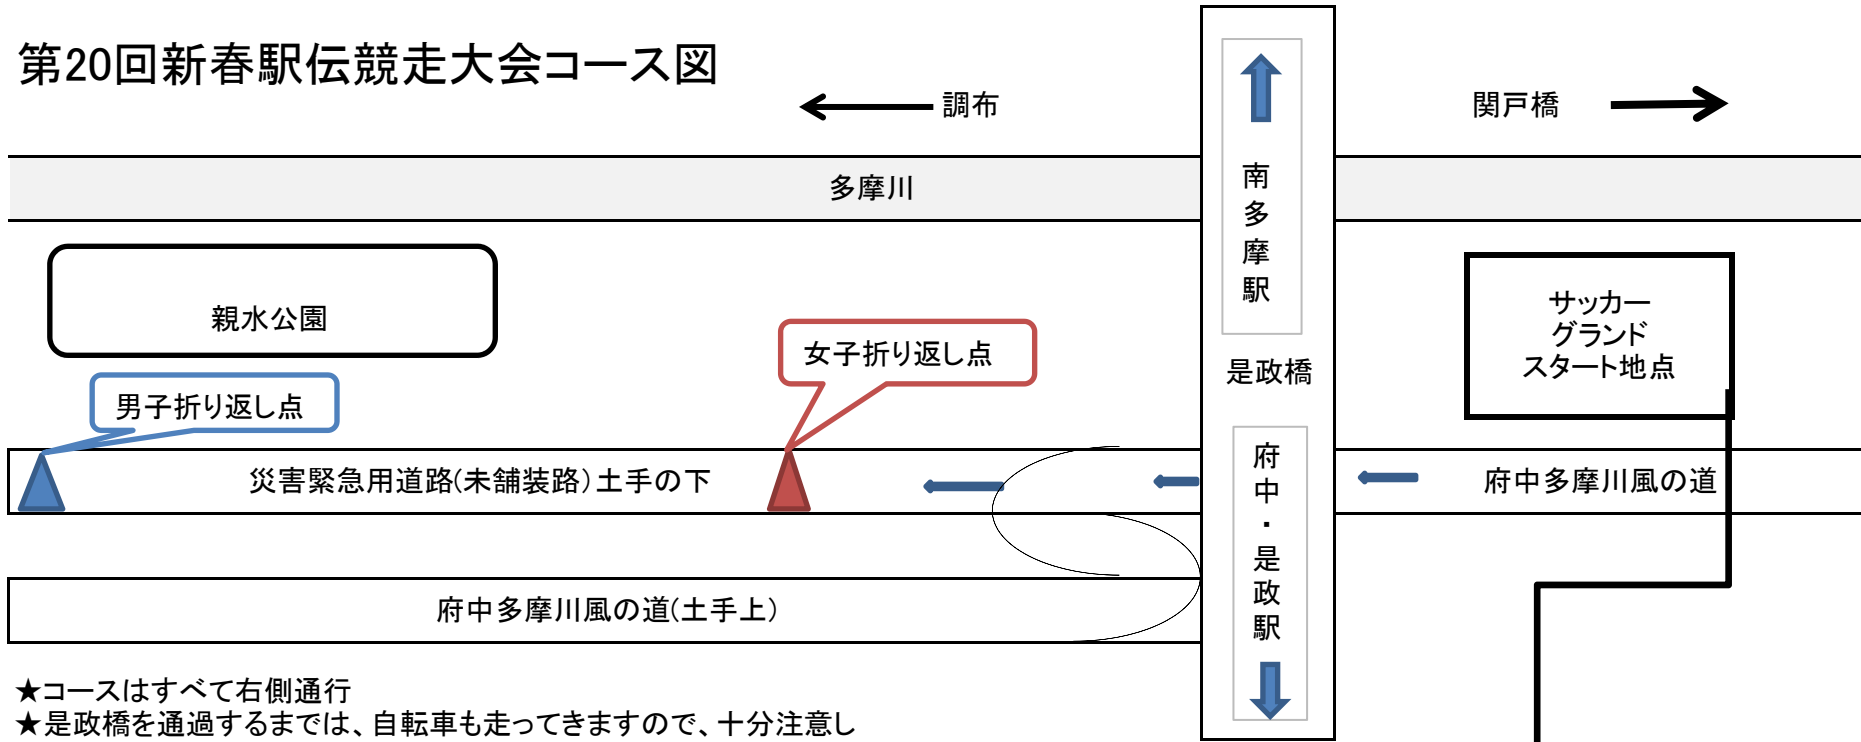 第20回新春駅伝競走大会コース図
調布
関戸橋
多摩川
南多摩駅
親水公園
サッカー
グランド
スタート地点
女子折り返し点
是政橋
男子折り返し点
災害緊急用道路(未舗装路)土手の下
府中・是政駅
府中多摩川風の道
府中多摩川風の道(土手上)
★コースはすべて右側通行
★是政橋を通過するまでは、自転車も走ってきますので、十分注意し